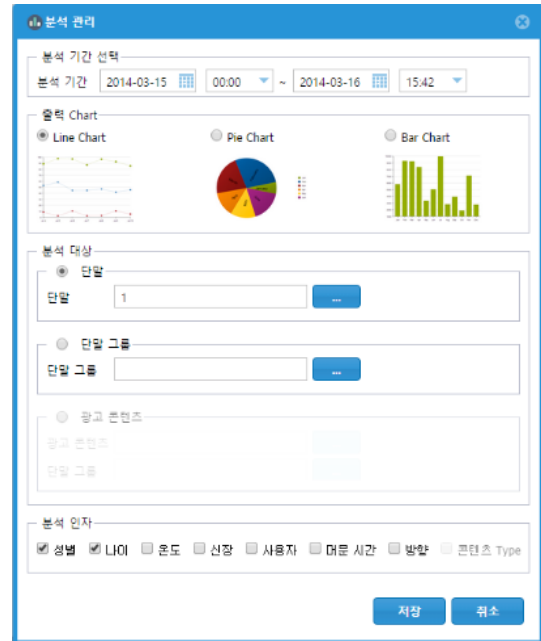 분석 관리
분석 기간 선택
분석 기간 2014-03-15 00:00 ~ 2014-03-16 15:42
출력 Chart
Line Chart Pie Chart Bar Chart
분석 대상
단말
단말 1 ...
단말 그룹
단말 그룹 ...
광고 콘텐츠
광고 콘텐츠
단말 그룹
분석 인자
성별 나이 온도 신장 사용자 머문 시간 방향 콘텐츠 Type
저장 취소